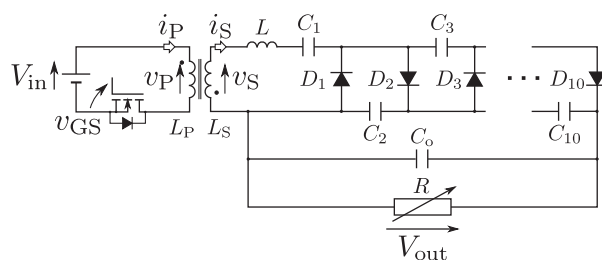 i_P i_S L C_1 C_3
V_in v_P v_S D_1 D_2 D_3 ··· D_10
v_GS L_P L_S C_2 C_10
C_o
R
V_out